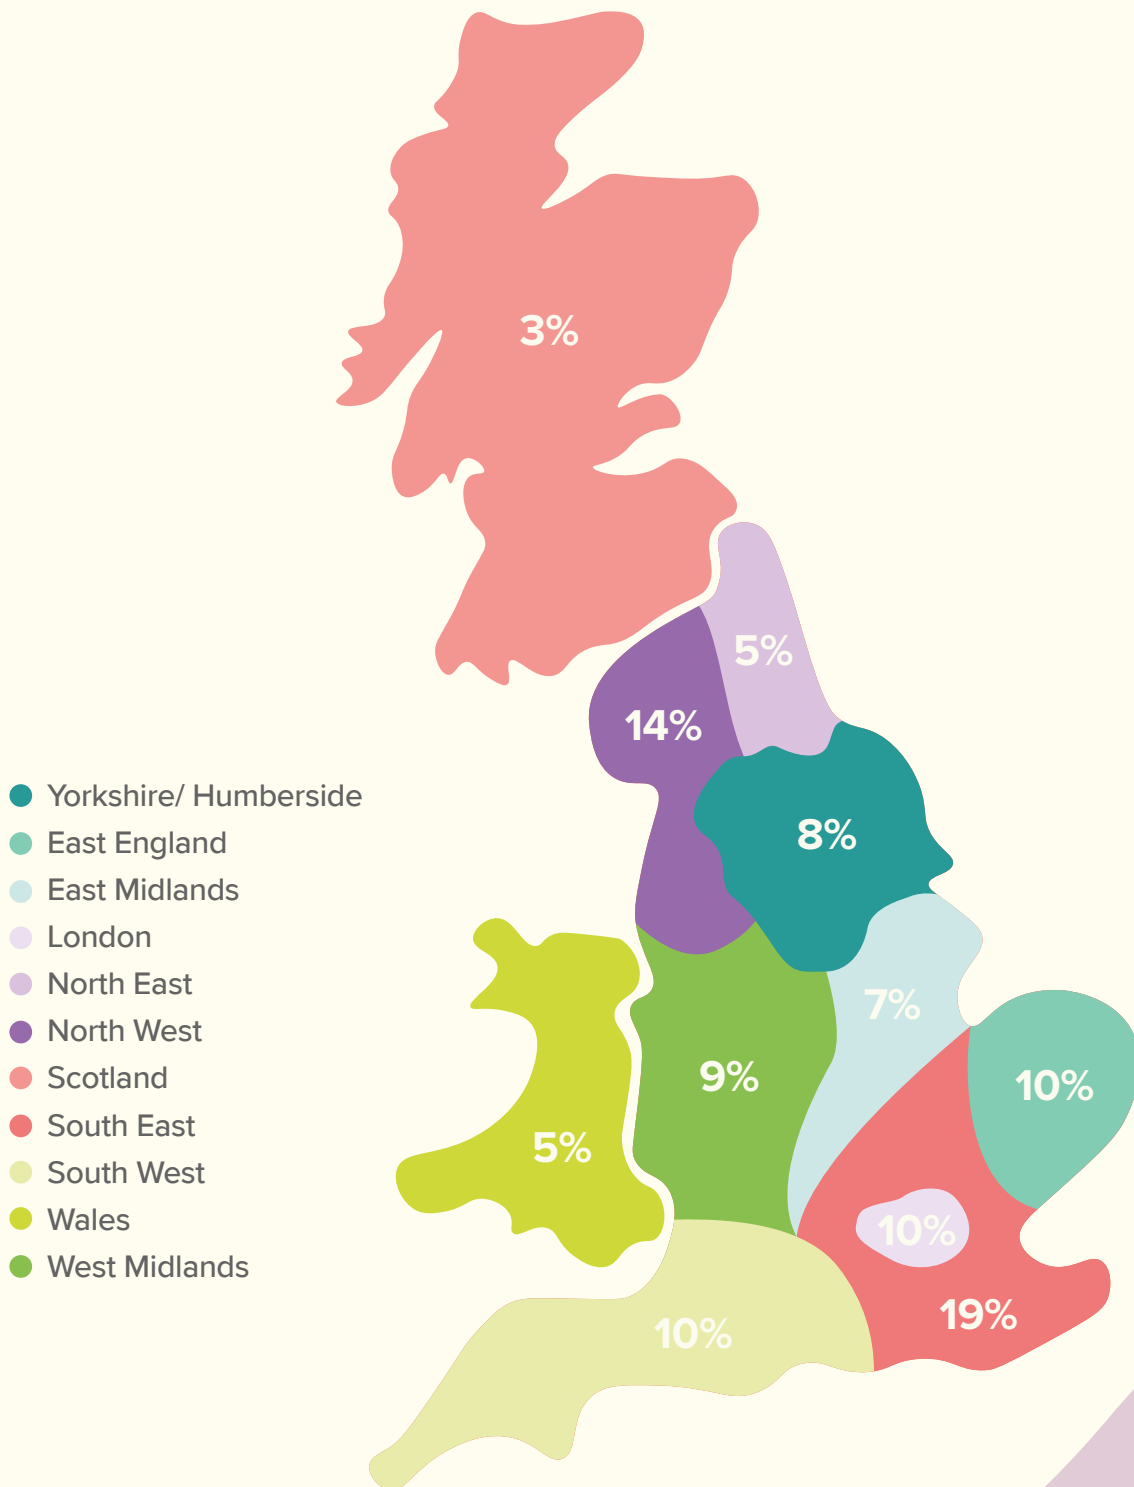 3%
5%
14%
8%
Yorkshire/ Humberside
East England
East Midlands
London
North East
North West
Scotland
South East
South West
Wales
West Midlands
7%
9%
10%
5%
10%
19%
10%